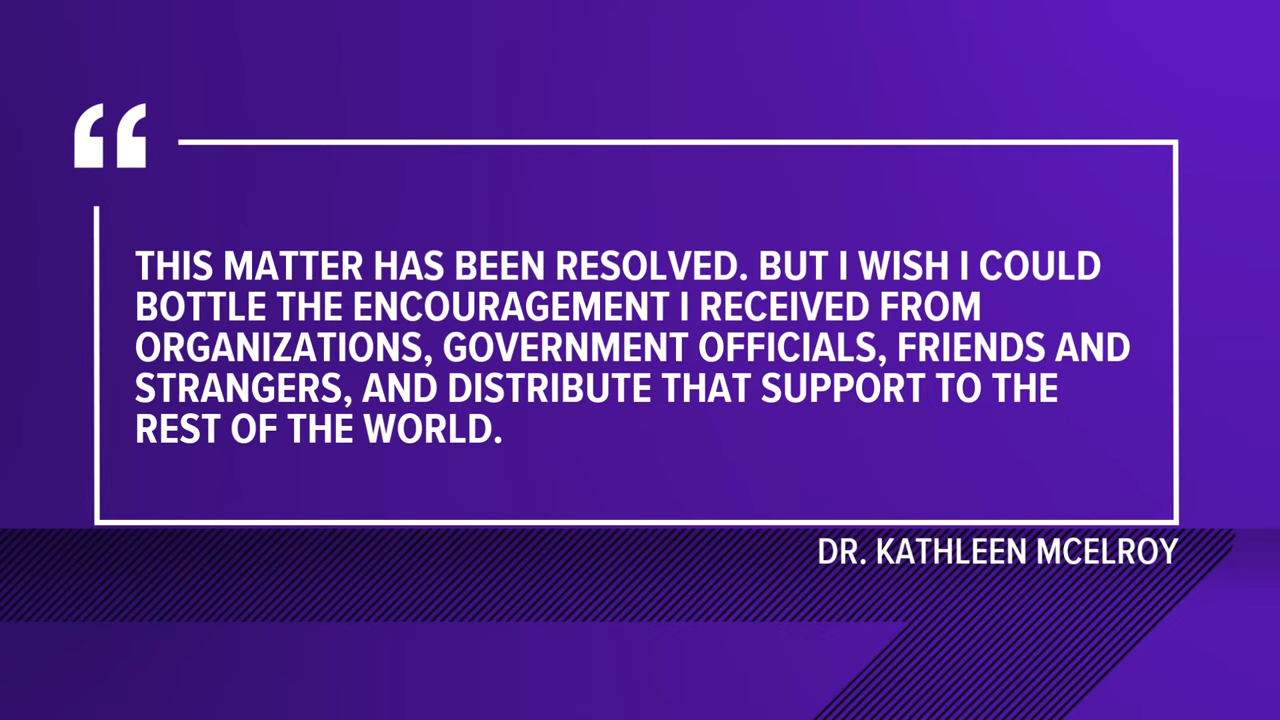 “
THIS MATTER HAS BEEN RESOLVED. BUT I WISH I COULD
BOTTLE THE ENCOURAGEMENT I RECEIVED FROM
ORGANIZATIONS, GOVERNMENT OFFICIALS, FRIENDS AND
STRANGERS, AND DISTRIBUTE THAT SUPPORT TO THE
REST OF THE WORLD.
DR. KATHLEEN MCELROY